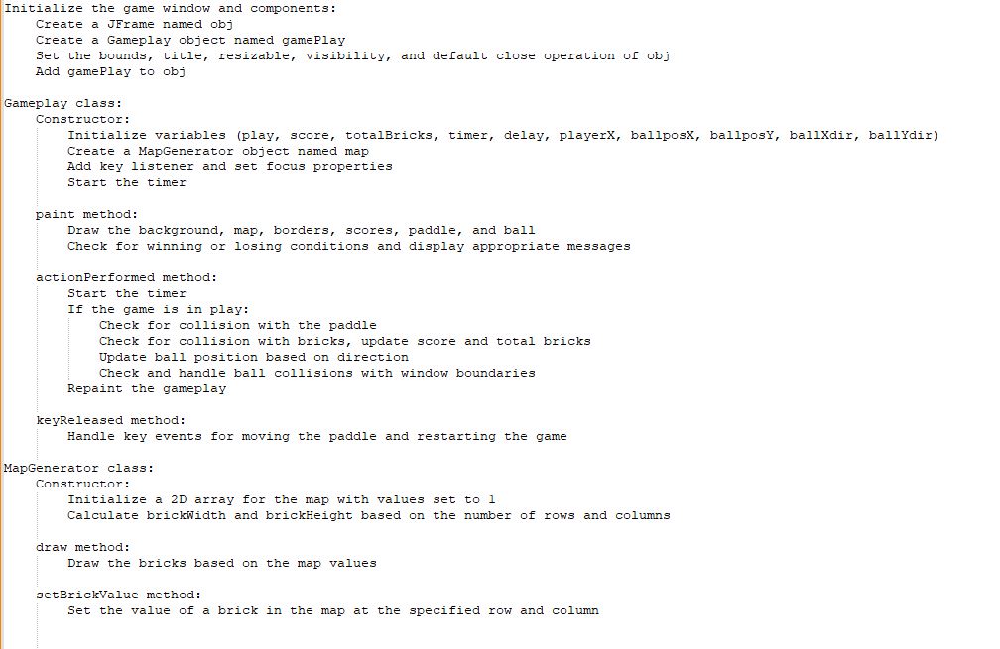 Initialize the game window and components:
    Create a JFrame named obj
    Create a Gameplay object named gamePlay
    Set the bounds, title, resizable, visibility, and default close operation of obj
    Add gamePlay to obj

Gameplay class:
    Constructor:
        Initialize variables (play, score, totalBricks, timer, delay, playerX, ballposX, ballposY, ballXdir, ballYdir)
        Create a MapGenerator object named map
        Add key listener and set focus properties
        Start the timer

    paint method:
        Draw the background, map, borders, scores, paddle, and ball
        Check for winning or losing conditions and display appropriate messages

    actionPerformed method:
        Start the timer
        If the game is in play:
            Check for collision with the paddle
            Check for collision with bricks, update score and total bricks
            Update ball position based on direction
            Check and handle ball collisions with window boundaries
        Repaint the gameplay

    keyReleased method:
        Handle key events for moving the paddle and restarting the game

MapGenerator class:
    Constructor:
        Initialize a 2D array for the map with values set to 1
        Calculate brickWidth and brickHeight based on the number of rows and columns

    draw method:
        Draw the bricks based on the map values

    setBrickValue method:
        Set the value of a brick in the map at the specified row and column